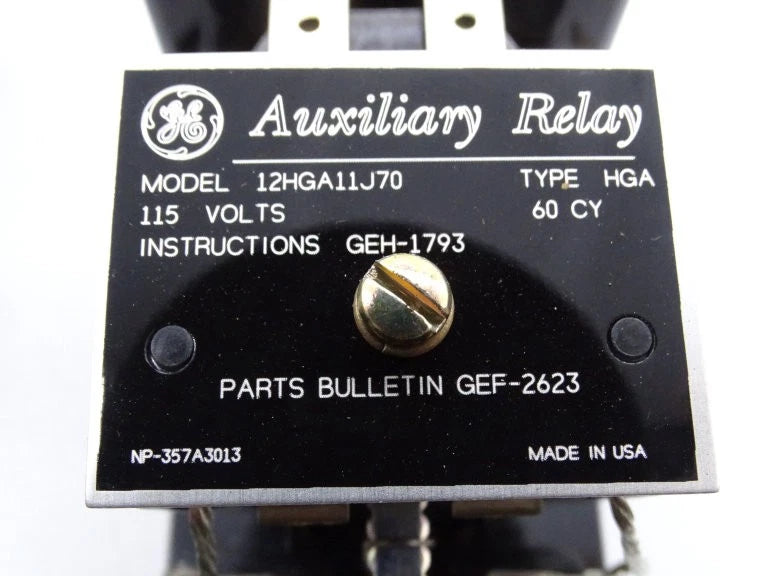 GE Auxiliary Relay
MODEL 12HGA11J70 TYPE HGA
115 VOLTS 60 CY
INSTRUCTIONS GEH-1793
PARTS BULLETIN GEF-2623
NP-357A3013 MADE IN USA